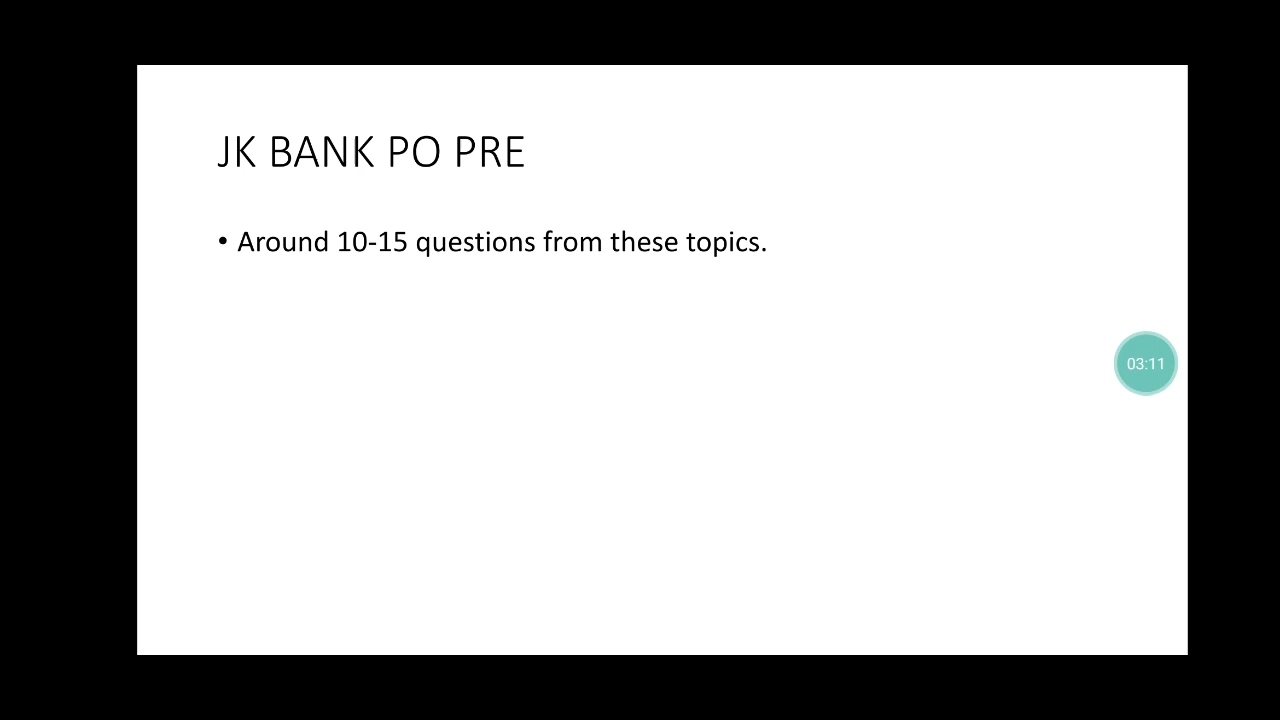 JK BANK PO PRE
• Around 10-15 questions from these topics.
03:11